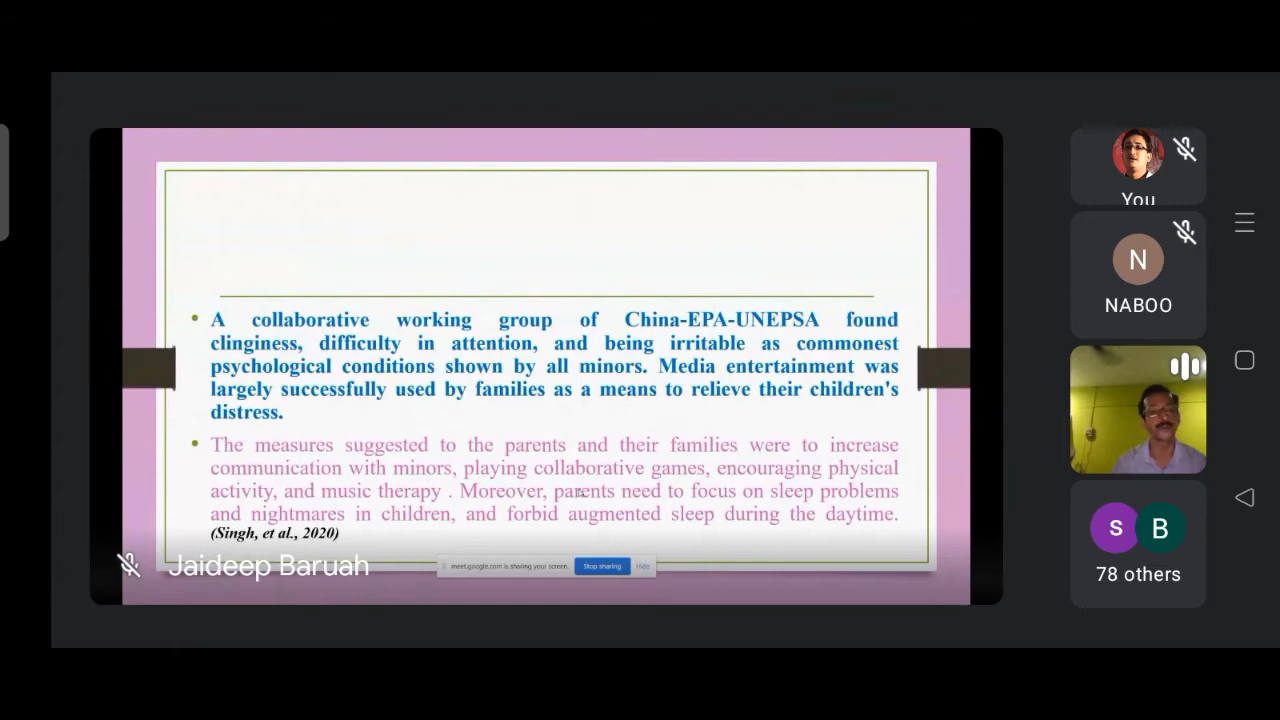 A collaborative working group of China-EPA-UNEPSA found
clinginess, difficulty in attention, and being irritable as commonest
psychological conditions shown by all minors. Media entertainment was
largely successfully used by families as a means to relieve their children's
distress.
The measures suggested to the parents and their families were to increase
communication with minors, playing collaborative games, encouraging physical
activity, and music therapy . Moreover, parents need to focus on sleep problems
and nightmares in children, and forbid augmented sleep during the daytime.
(Singh, et al., 2020)
Jaideep Baruah
meet.google.com is sharing your screen. Stop sharing Hide
You
N
NABOO
S B
78 others